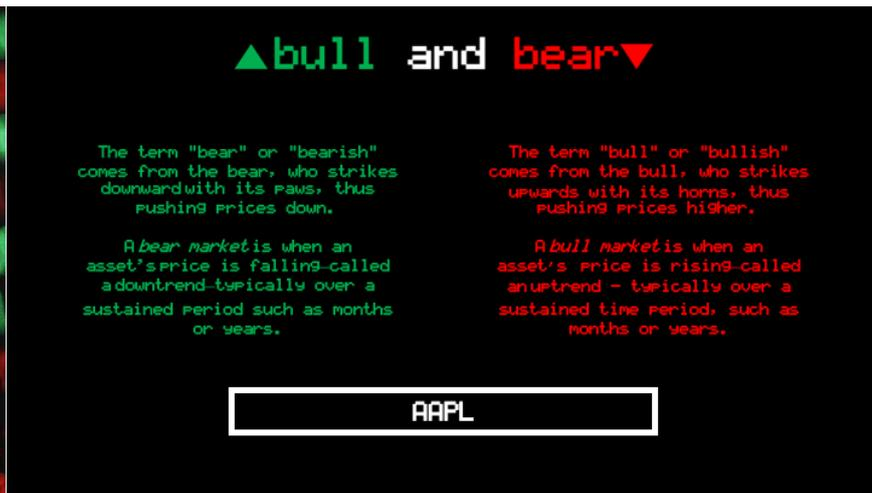 ▲bull and bear▼
The term "bear" or "bearish"
comes from the bear, who strikes
downward with its paws, thus
pushing prices down.
A bear market is when an
asset's price is falling-called
a downtrend-typically over a
sustained period such as months
or years.
The term "bull" or "bullish"
comes from the bull, who strikes
upwards with its horns, thus
pushing prices higher.
A bull market is when an
asset's price is rising-called
an uptrend - typically over a
sustained time period, such as
months or years.
AAPL